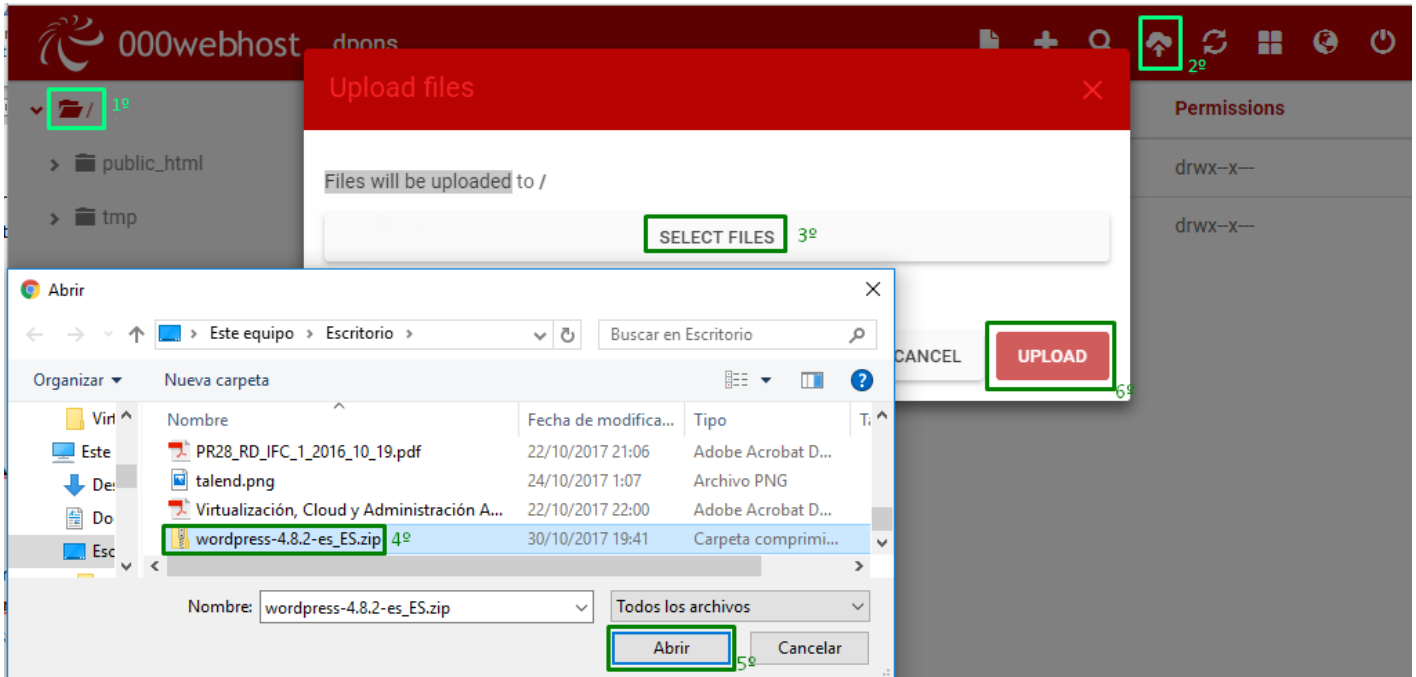 000webhost dpons
2º
Upload files
/ 1º
Permissions
public_html
drwx--x---
Files will be uploaded to /
tmp
drwx--x---
SELECT FILES 3º
Abrir
Este equipo > Escritorio >
Buscar en Escritorio
CANCEL
UPLOAD
6º
Organizar
Nueva carpeta
?
Nombre
Fecha de modifica...
Tipo
PR28_RD_IFC_1_2016_10_19.pdf
22/10/2017 21:06
Adobe Acrobat D...
Este
talend.png
24/10/2017 1:07
Archivo PNG
Virtualización, Cloud y Administración A...
22/10/2017 22:00
Adobe Acrobat D...
Do
wordpress-4.8.2-es_ES.zip 4º
30/10/2017 19:41
Carpeta comprimi...
Esc
Nombre: wordpress-4.8.2-es_ES.zip
Todos los archivos
Abrir
5º
Cancelar